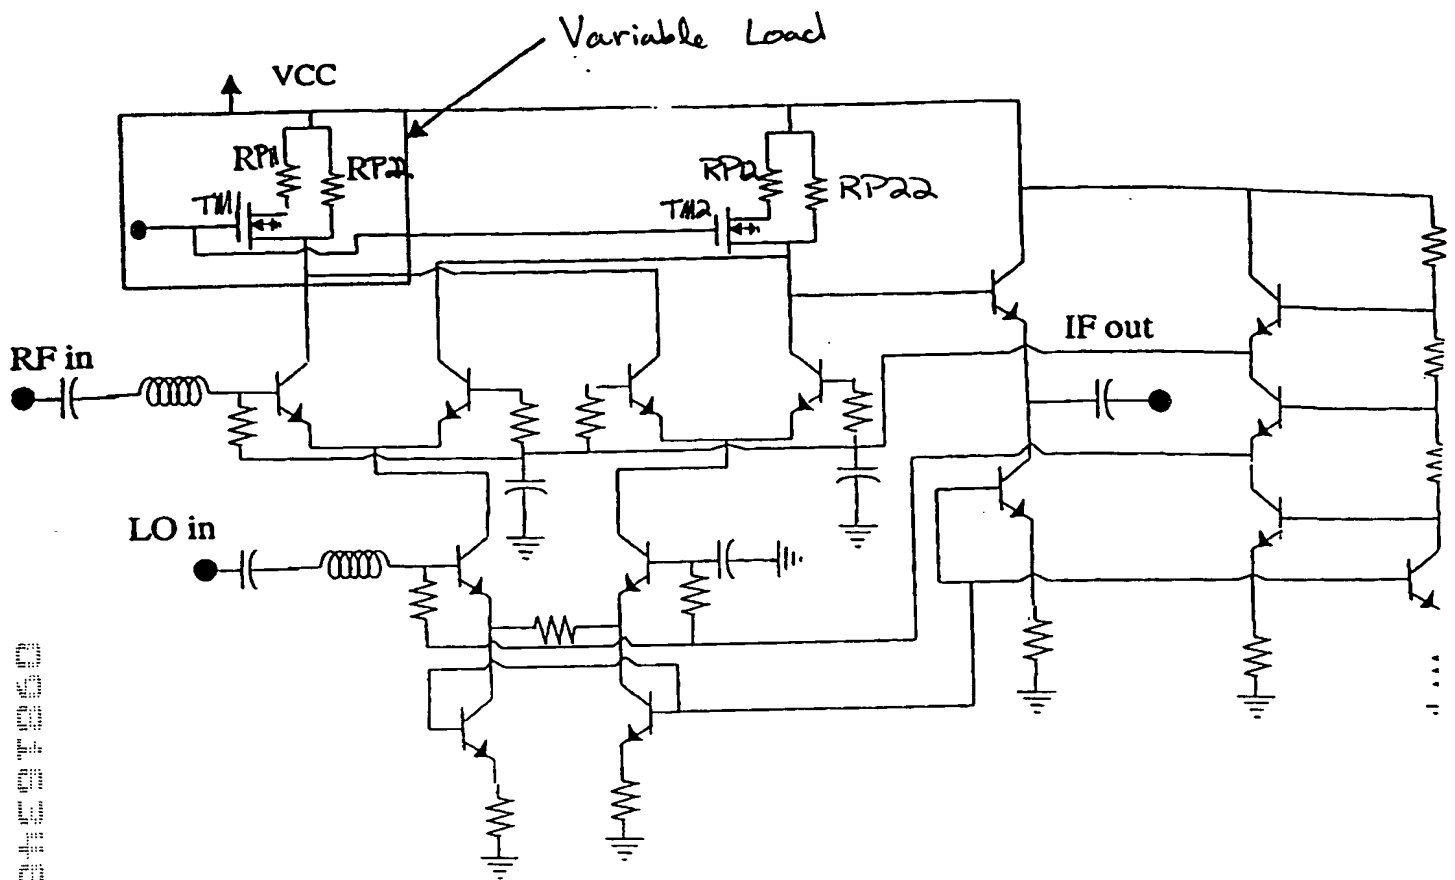 Variable Load
VCC
RP11
RP21
TM1
RP12
RP22
TM2
RF in
IF out
LO in